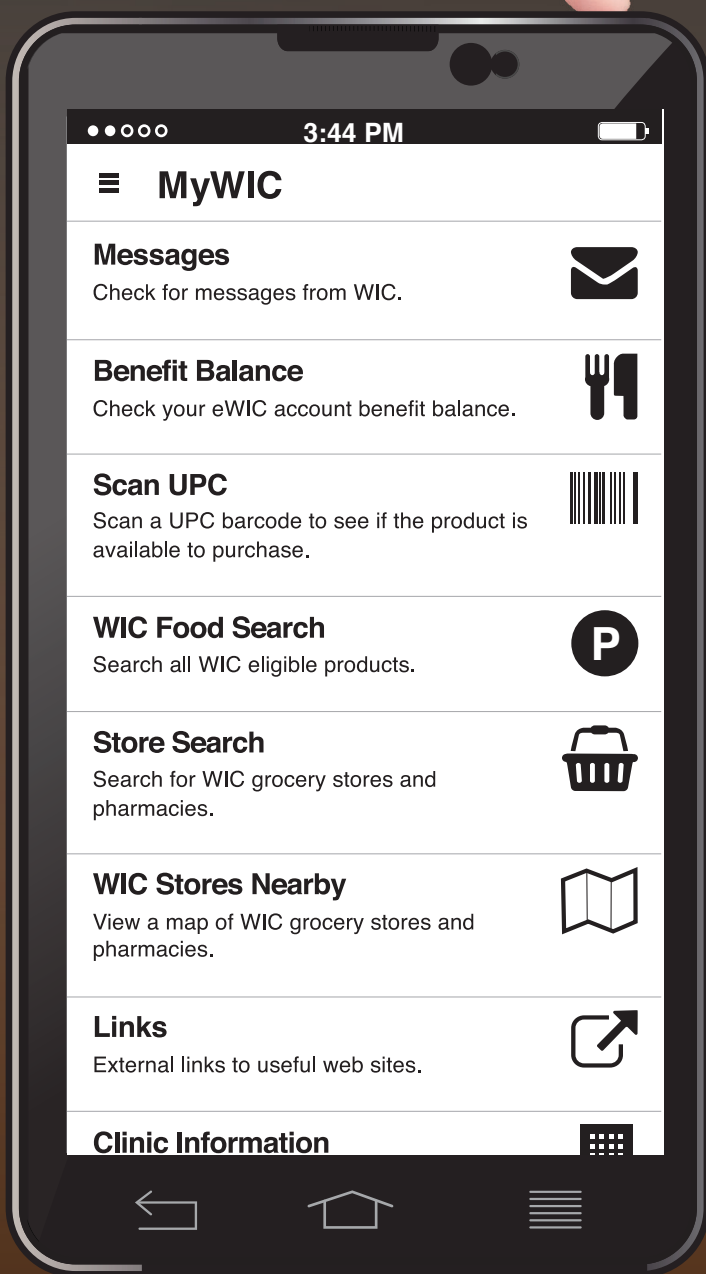 3:44 PM
MyWIC
Messages
Check for messages from WIC.
Benefit Balance
Check your eWIC account benefit balance.
Scan UPC
Scan a UPC barcode to see if the product is
available to purchase.
WIC Food Search
P
Search all WIC eligible products.
Store Search
Search for WIC grocery stores and
pharmacies.
WIC Stores Nearby
View a map of WIC grocery stores and
pharmacies.
Links
External links to useful web sites.
Clinic Information